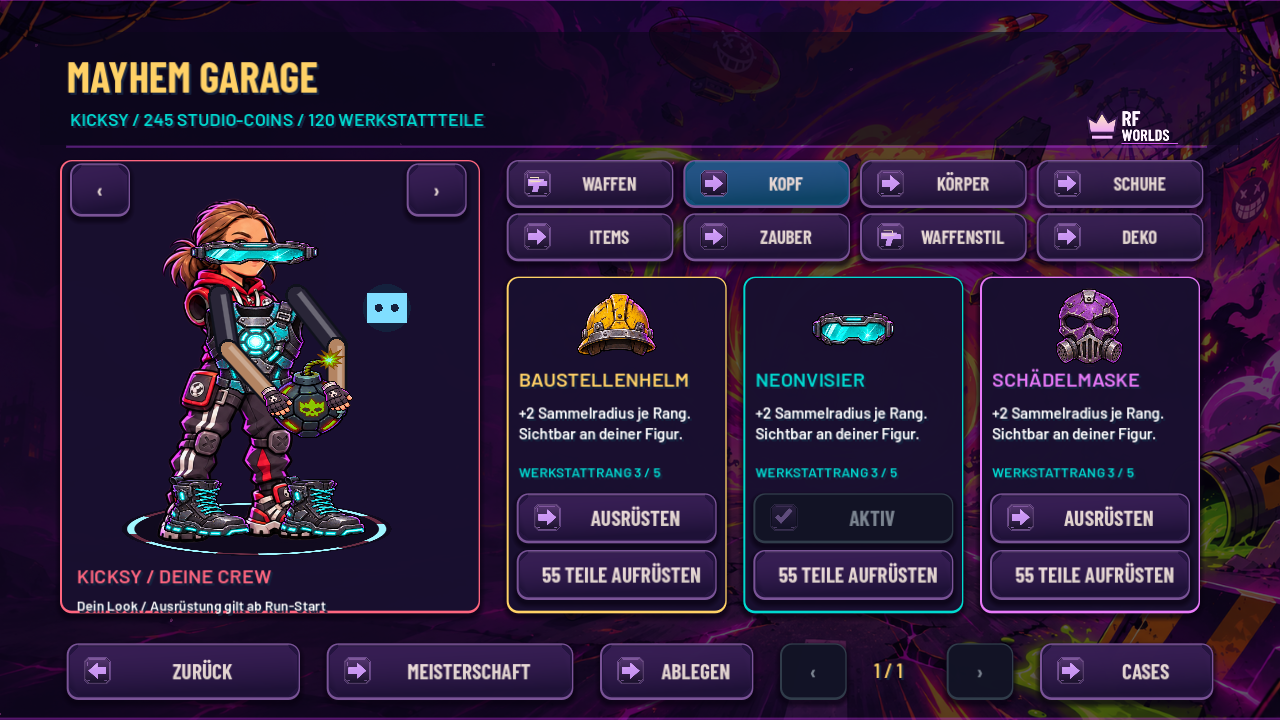 MAYHEM GARAGE
KICKSY / 245 STUDIO-COINS / 120 WERKSTATTTEILE
RF
WORLDS
‹
›
WAFFEN
KOPF
KÖRPER
SCHUHE
ITEMS
ZAUBER
WAFFENSTIL
DEKO
BAUSTELLENHELM
+2 Sammelradius je Rang.
Sichtbar an deiner Figur.
WERKSTATTRANG 3 / 5
AUSRÜSTEN
55 TEILE AUFRÜSTEN
NEONVISIER
+2 Sammelradius je Rang.
Sichtbar an deiner Figur.
WERKSTATTRANG 3 / 5
AKTIV
55 TEILE AUFRÜSTEN
SCHÄDELMASKE
+2 Sammelradius je Rang.
Sichtbar an deiner Figur.
WERKSTATTRANG 3 / 5
AUSRÜSTEN
55 TEILE AUFRÜSTEN
KICKSY / DEINE CREW
Dein Look / Ausrüstung gilt ab Run-Start
ZURÜCK
MEISTERSCHAFT
ABLEGEN
‹
1 / 1
›
CASES